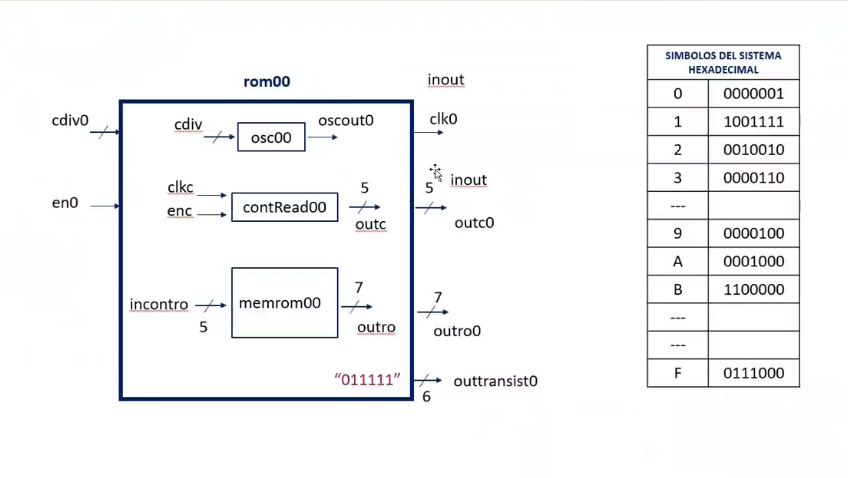 rom00
inout
cdiv0
cdiv
osc00
oscout0
clk0
en0
clkc
enc
contRead00
5
outc
5
inout
outc0
incontro
5
memrom00
7
outro
7
outro0
“011111”
6
outtransist0
SIMBOLOS DEL SISTEMA
HEXADECIMAL
0 0000001
1 1001111
2 0010010
3 0000110
---
9 0000100
A 0001000
B 1100000
---
---
F 0111000